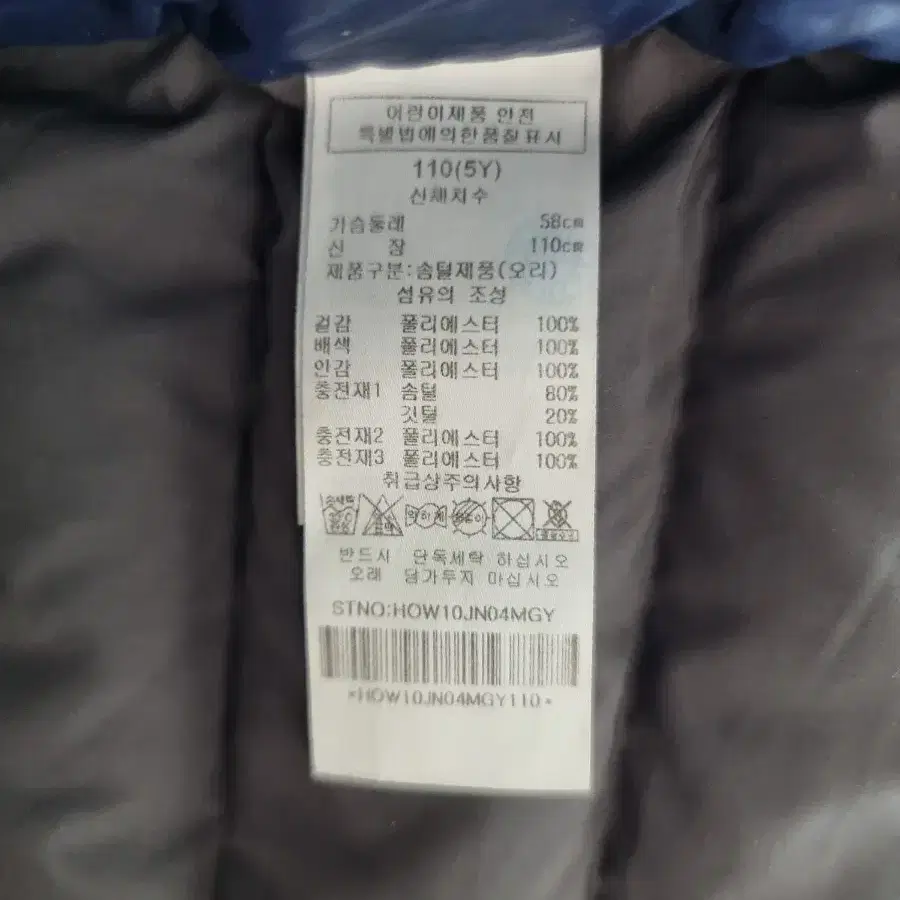 어린이제품 안전
특별법에의한품질표시
110(5Y)
신체치수
가슴둘레 58cm
신 장 110cm
제품구분:솜털제품(오리)
섬유의 조성
겉감 폴리에스터 100%
배색 폴리에스터 100%
안감 폴리에스터 100%
충전재1 솜털 80%
깃털 20%
충전재2 폴리에스터 100%
충전재3 폴리에스터 100%
취급상주의사항
손세탁 약하게
반드시 단독세탁 하십시오
오래 담가두지 마십시오
STNO:HOW10JN04MGY
*HOW10JN04MGY110*